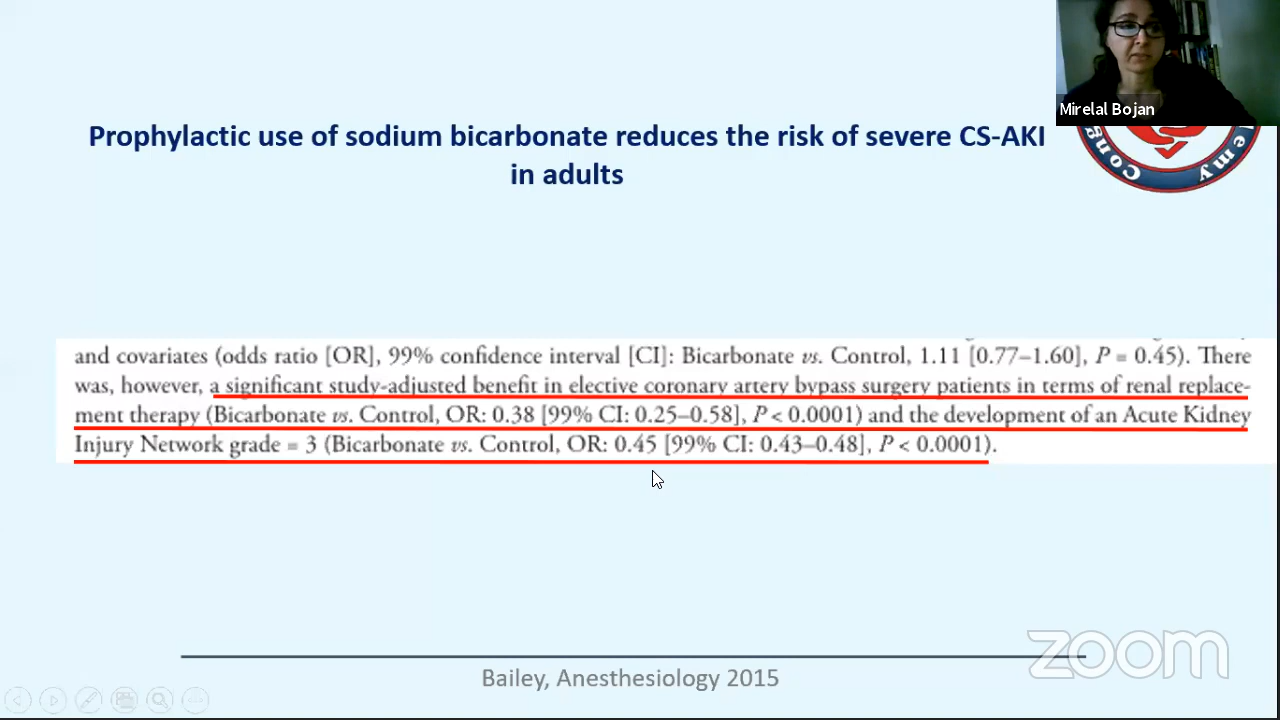 Mirelal Bojan
Prophylactic use of sodium bicarbonate reduces the risk of severe CS-AKI
in adults
Cong
emy
and covariates (odds ratio [OR], 99% confidence interval [CI]: Bicarbonate vs. Control, 1.11 [0.77–1.60], P = 0.45). There
was, however, a significant study-adjusted benefit in elective coronary artery bypass surgery patients in terms of renal replace-
ment therapy (Bicarbonate vs. Control, OR: 0.38 [99% CI: 0.25–0.58], P < 0.0001) and the development of an Acute Kidney
Injury Network grade = 3 (Bicarbonate vs. Control, OR: 0.45 [99% CI: 0.43–0.48], P < 0.0001).
zoom
Bailey, Anesthesiology 2015